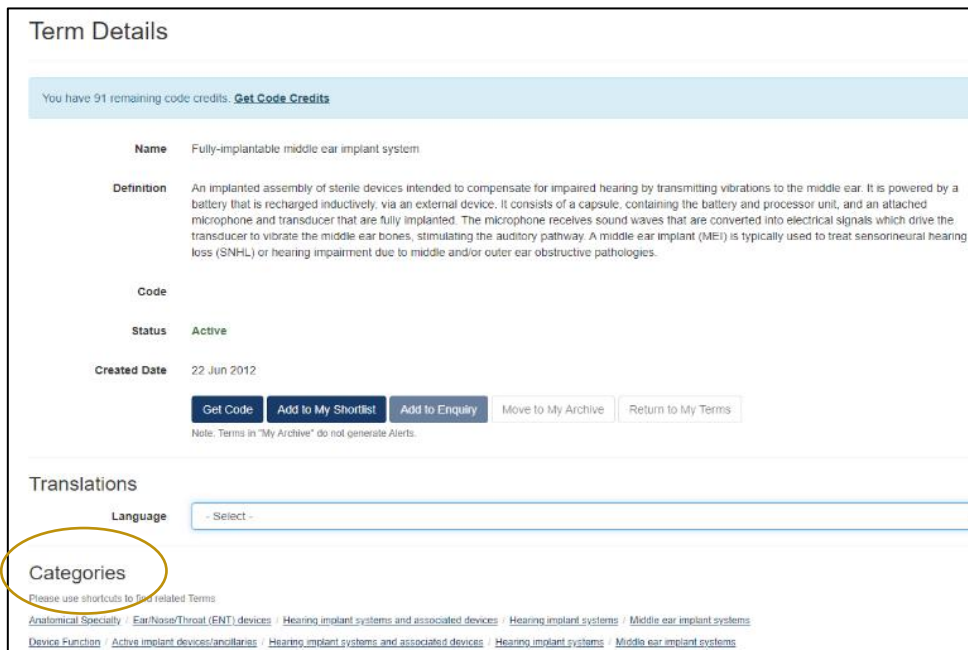 Term Details
You have 91 remaining code credits. Get Code Credits
Name Fully-implantable middle ear implant system
Definition An implanted assembly of sterile devices intended to compensate for impaired hearing by transmitting vibrations to the middle ear. It is powered by a
battery that is recharged inductively, via an external device. It consists of a capsule, containing the battery and processor unit, and an attached
microphone and transducer that are fully implanted. The microphone receives sound waves that are converted into electrical signals which drive the
transducer to vibrate the middle ear bones, stimulating the auditory pathway. A middle ear implant (MEI) is typically used to treat sensorineural hearing
loss (SNHL) or hearing impairment due to middle and/or outer ear obstructive pathologies.
Code
Status Active
Created Date 22 Jun 2012
Get Code Add to My Shortlist Add to Enquiry Move to My Archive Return to My Terms
Note. Terms in "My Archive" do not generate Alerts.
Translations
Language - Select -
Categories
Please use shortcuts to find related Terms
Anatomical Specialty / Ear/Nose/Throat (ENT) devices / Hearing implant systems and associated devices / Hearing implant systems / Middle ear implant systems
Device Function / Active implant devices/ancillaries / Hearing implant systems and associated devices / Hearing implant systems / Middle ear implant systems